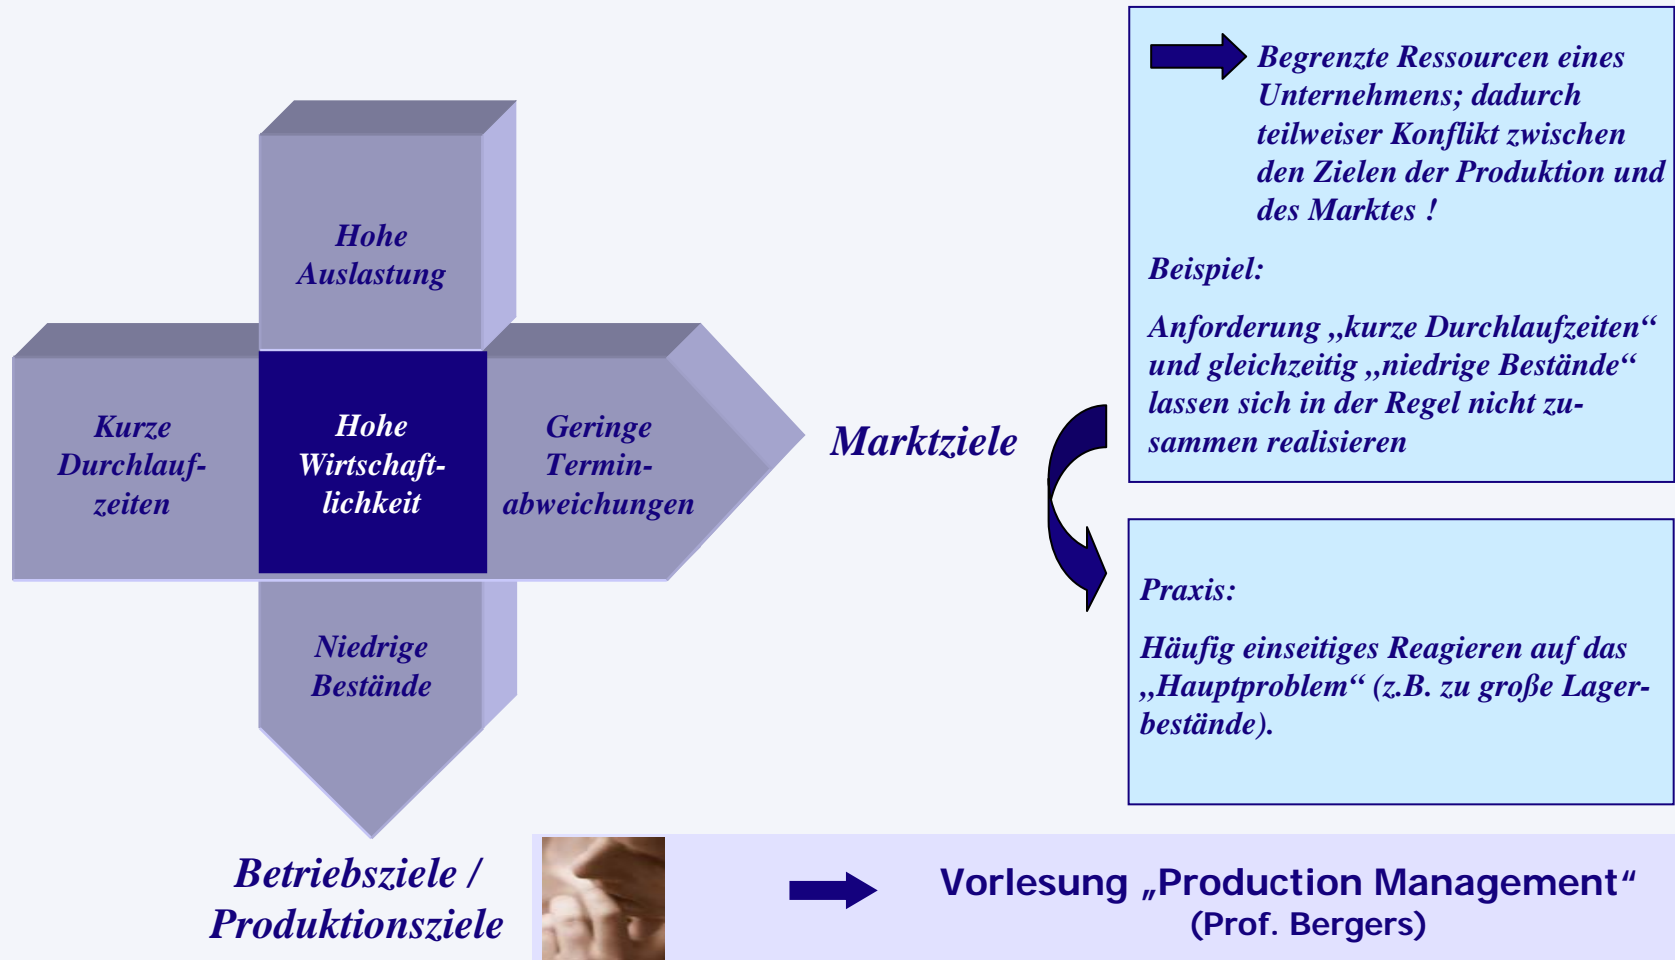 Hohe
Auslastung
Kurze
Durchlauf-
zeiten
Hohe
Wirtschaft-
lichkeit
Geringe
Termin-
abweichungen
Niedrige
Bestände
Marktziele
Betriebsziele /
Produktionsziele
Begrenzte Ressourcen eines
Unternehmens; dadurch
teilweiser Konflikt zwischen
den Zielen der Produktion und
des Marktes !
Beispiel:
Anforderung „kurze Durchlaufzeiten“
und gleichzeitig „niedrige Bestände“
lassen sich in der Regel nicht zu-
sammen realisieren
Praxis:
Häufig einseitiges Reagieren auf das
„Hauptproblem“ (z.B. zu große Lager-
bestände).
Vorlesung „Production Management“
(Prof. Bergers)